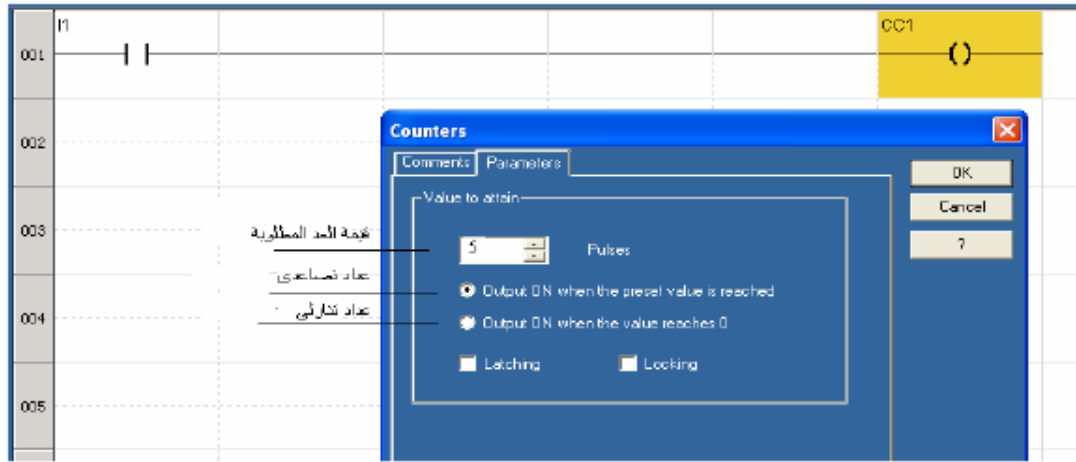 I1
CC1
001
002
003
004
005
Counters
Comments
Parameters
OK
Cancel
?
Value to attain
5
Pulses
Output ON when the preset value is reached
Output ON when the value reaches 0
Latching
Locking
قيمة العد المطلوبة
عداد تصاعدى
عداد تنازلى